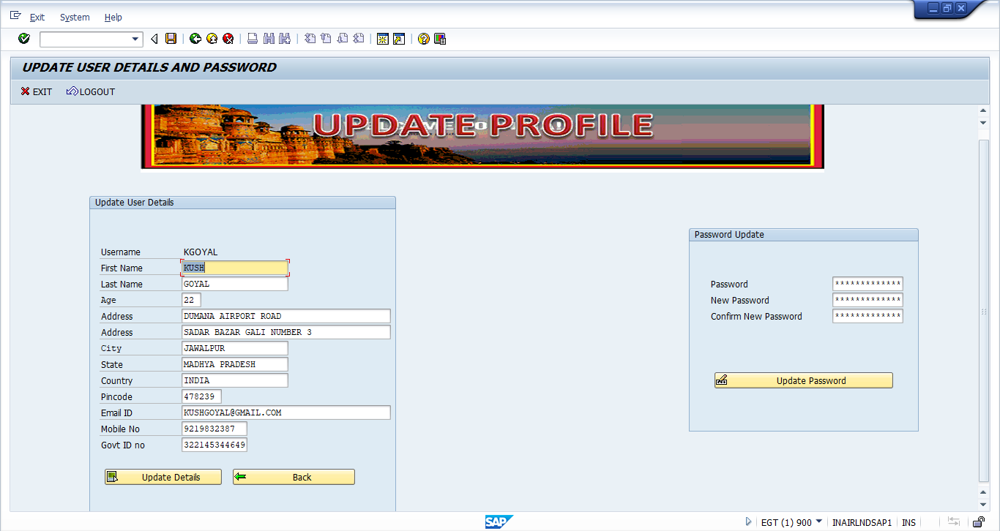 Exit System Help
UPDATE USER DETAILS AND PASSWORD
EXIT LOGOUT
UPDATE PROFILE
Update User Details
Username KGOYAL
First Name KUSH
Last Name GOYAL
Age 22
Address DUMANA AIRPORT ROAD
Address SADAR BAZAR GALI NUMBER 3
City JAWALPUR
State MADHYA PRADESH
Country INDIA
Pincode 478239
Email ID KUSHGOYAL@GMAIL.COM
Mobile No 9219832387
Govt ID no 322145344649
Update Details Back
Password Update
Password *************
New Password *************
Confirm New Password *************
Update Password
SAP EGT (1) 900 INAIRLNDSAP1 INS